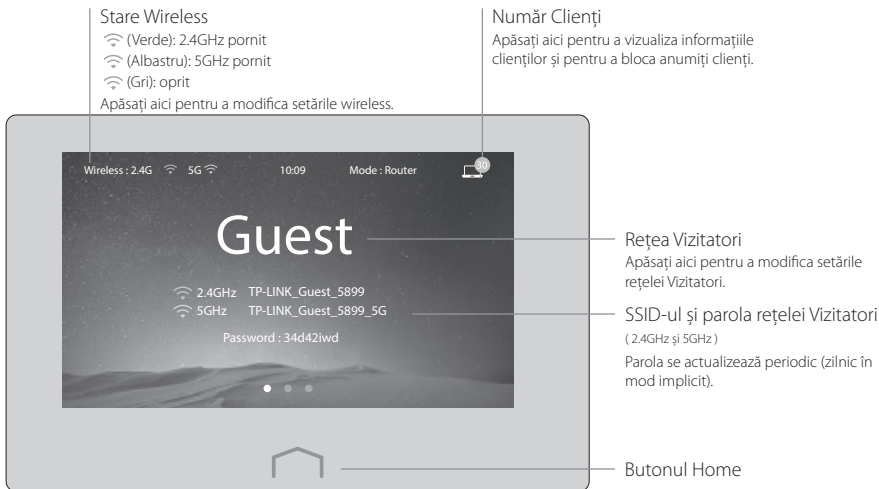 Stare Wireless
(Verde): 2.4GHz pornit
(Albastru): 5GHz pornit
(Gri): oprit
Apăsați aici pentru a modifica setările wireless.
Număr Clienți
Apăsați aici pentru a vizualiza informațiile
clienților și pentru a bloca anumiți clienți.
Wireless : 2.4G 5G 10:09 Mode : Router 30
Guest
2.4GHz TP-LINK_Guest_5899
5GHz TP-LINK_Guest_5899_5G
Password : 34d42iwd
Rețea Vizitatori
Apăsați aici pentru a modifica setările
rețelei Vizitatori.
SSID-ul și parola rețelei Vizitatori
( 2.4GHz și 5GHz )
Parola se actualizează periodic (zilnic în
mod implicit).
Butonul Home